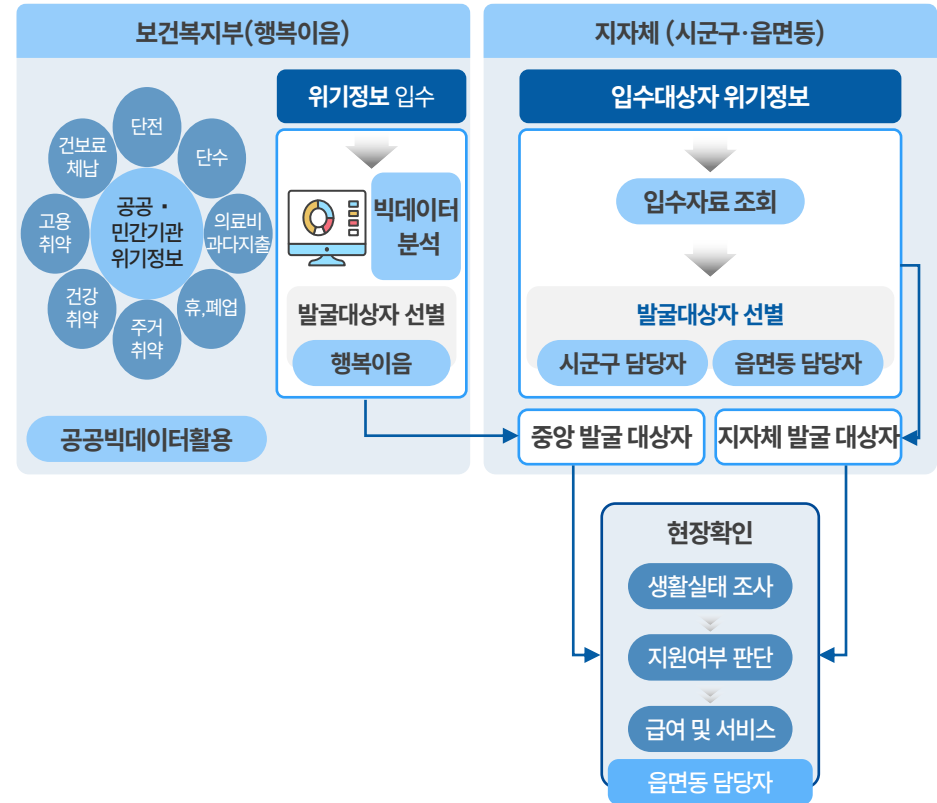 보건복지부(행복이음)
단전
단수
의료비
과다지출
휴,폐업
주거
취약
건강
취약
고용
취약
건보료
체납
공공 ·
민간기관
위기정보
공공빅데이터활용
위기정보 입수
빅데이터
분석
발굴대상자 선별
행복이음
지자체 (시군구·읍면동)
입수대상자 위기정보
입수자료 조회
발굴대상자 선별
시군구 담당자
읍면동 담당자
중앙 발굴 대상자
지자체 발굴 대상자
현장확인
생활실태 조사
지원여부 판단
급여 및 서비스
읍면동 담당자